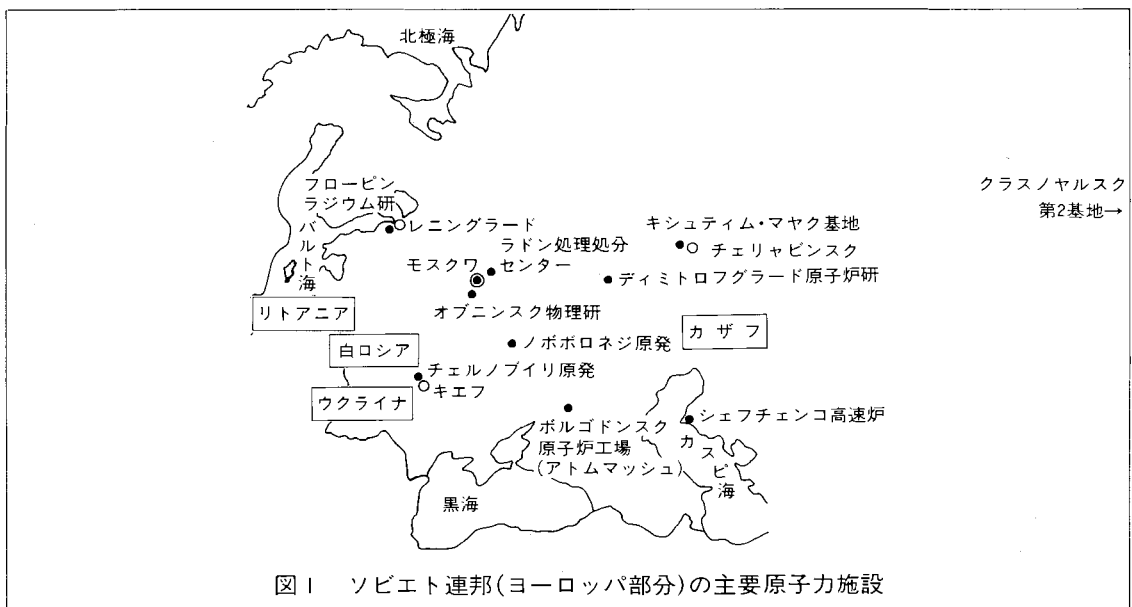 北極海
クラスノヤルスク
第2基地→
フローピン
ラジウム研
レニングラード
バルト海
キシュティム・マヤク基地
チェリャビンスク
ラドン処理処分
センター
モスクワ
ディミトロフグラード原子炉研
オブニンスク物理研
リトアニア
カザフ
ノボボロネジ原発
白ロシア
チェルノブイリ原発
キエフ
ウクライナ
シェフチェンコ高速炉
ボルゴドンスク
原子炉工場
(アトムマッシュ)
カスピ海
黒海
図1 ソビエト連邦(ヨーロッパ部分)の主要原子力施設